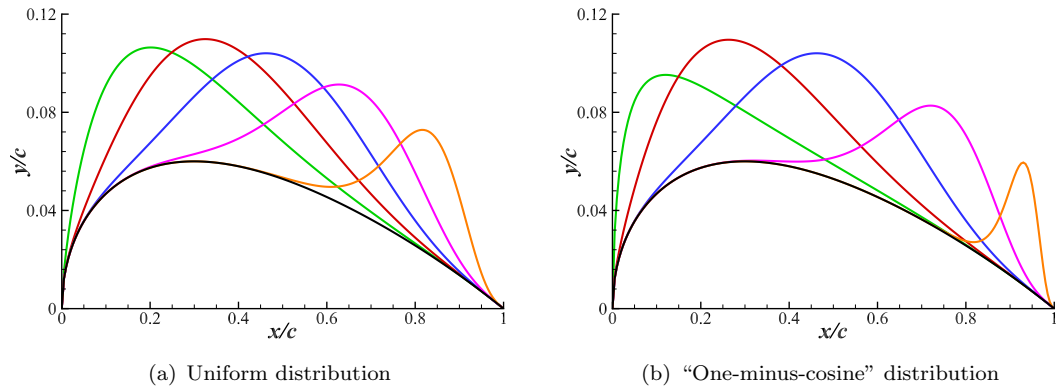 0.12
0.08
0.04
0
y/c
0 0.2 0.4 0.6 0.8 1
x/c
(a) Uniform distribution
0.12
0.08
0.04
0
y/c
0 0.2 0.4 0.6 0.8 1
x/c
(b) “One-minus-cosine” distribution